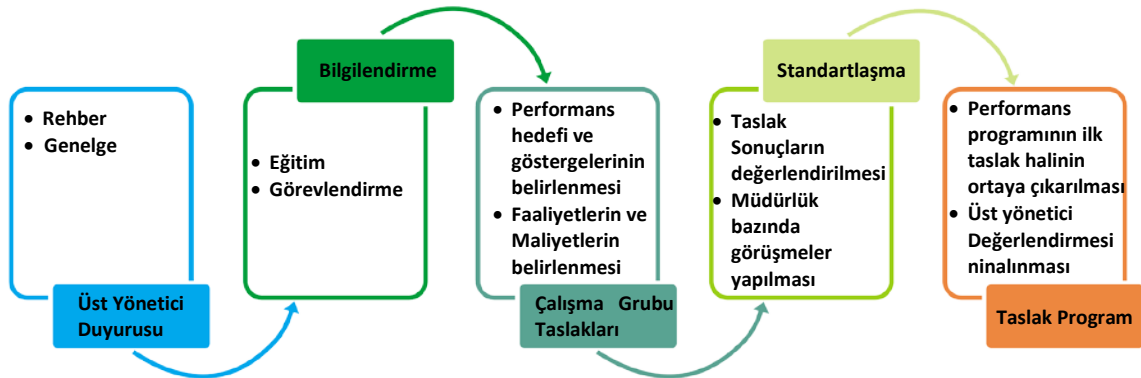 • Rehber
• Genelge
Üst Yönetici
Duyurusu
Bilgilendirme
• Eğitim
• Görevlendirme
• Performans
hedefi ve
göstergelerinin
belirlenmesi
• Faaliyetlerin ve
Maliyetlerin
belirlenmesi
Çalışma Grubu
Taslakları
Standartlaşma
• Taslak
Sonuçların
değerlendirilmesi
• Müdürlük
bazında
görüşmeler
yapılması
• Performans
programının ilk
taslak halinin
ortaya çıkarılması
• Üst yönetici
Değerlendirmesi
ninalınması
Taslak Program